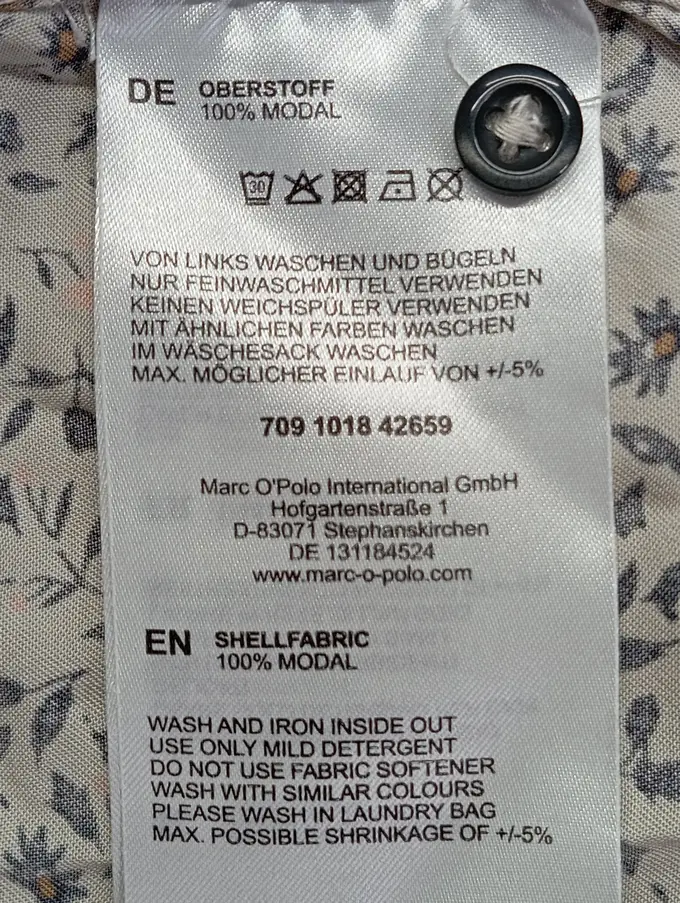 DE OBERSTOFF
100% MODAL
30
VON LINKS WASCHEN UND BÜGELN
NUR FEINWASCHMITTEL VERWENDEN
KEINEN WEICHSPÜLER VERWENDEN
MIT ÄHNLICHEN FARBEN WASCHEN
IM WÄSCHESACK WASCHEN
MAX. MÖGLICHER EINLAUF VON +/-5%
709 1018 42659
Marc O'Polo International GmbH
Hofgartenstraße 1
D-83071 Stephanskirchen
DE 131184524
www.marc-o-polo.com
EN SHELLFABRIC
100% MODAL
WASH AND IRON INSIDE OUT
USE ONLY MILD DETERGENT
DO NOT USE FABRIC SOFTENER
WASH WITH SIMILAR COLOURS
PLEASE WASH IN LAUNDRY BAG
MAX. POSSIBLE SHRINKAGE OF +/-5%